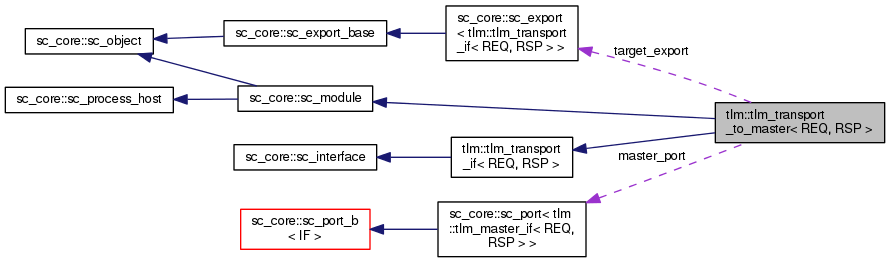 sc_core::sc_export
< tlm::tlm_transport
_if< REQ, RSP > >
sc_core::sc_export_base
sc_core::sc_object
target_export
sc_core::sc_process_host
sc_core::sc_module
tlm::tlm_transport
_to_master< REQ, RSP >
sc_core::sc_interface
tlm::tlm_transport
_if< REQ, RSP >
master_port
sc_core::sc_port_b
< IF >
sc_core::sc_port< tlm
::tlm_master_if< REQ,
RSP > >